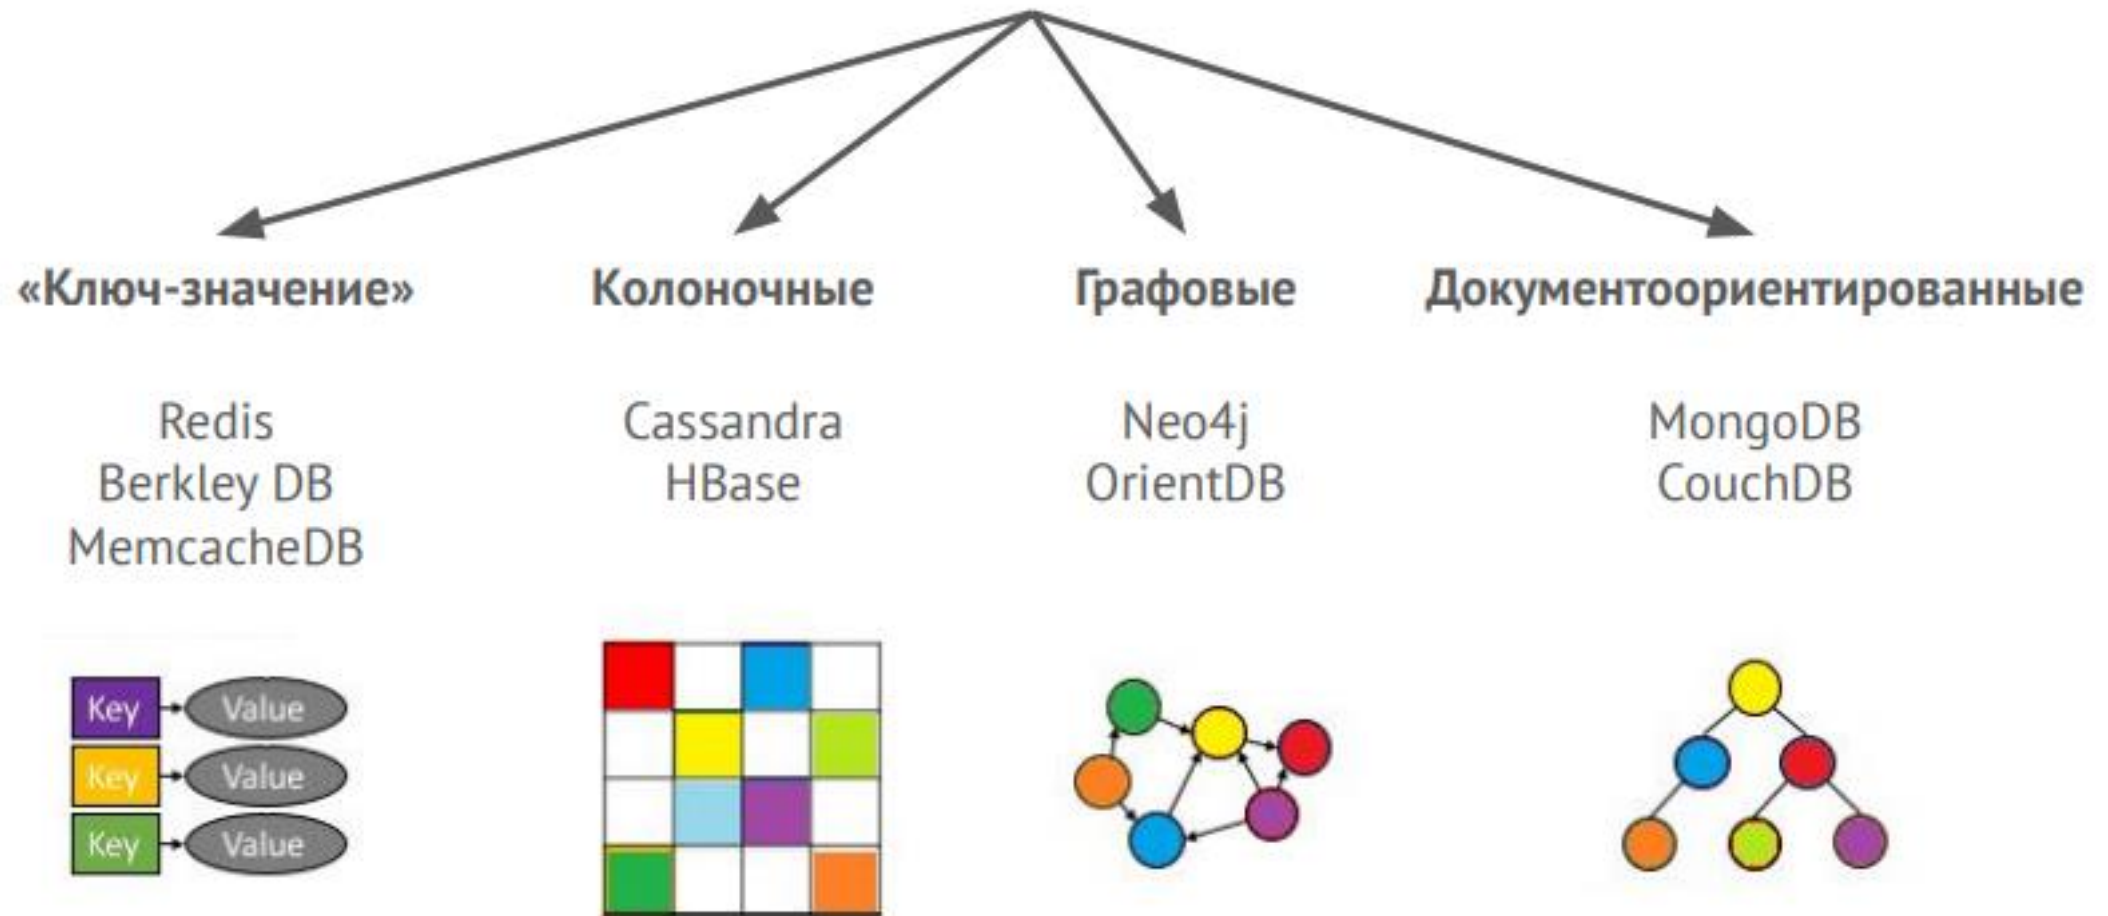 «Ключ-значение»
Колоночные
Графовые
Документоориентированные
Redis
Berkley DB
MemcacheDB
Cassandra
HBase
Neo4j
OrientDB
MongoDB
CouchDB
Key
Value
Key
Value
Key
Value